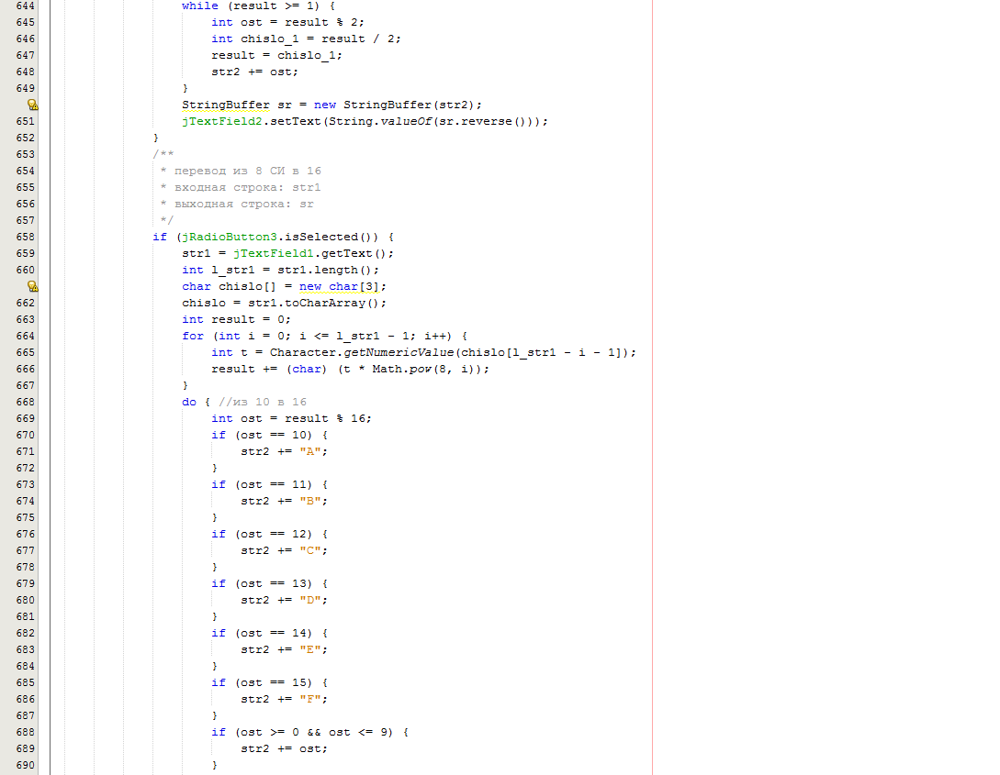 644 while (result >= 1) {
645 int ost = result % 2;
646 int chislo_1 = result / 2;
647 result = chislo_1;
648 str2 += ost;
649 }
StringBuffer sr = new StringBuffer(str2);
651 jTextField2.setText(String.valueOf(sr.reverse()));
652 }
653 /**
654 * перевод из 8 СИ в 16
655 * входная строка: str1
656 * выходная строка: sr
657 */
658 if (jRadioButton3.isSelected()) {
659 str1 = jTextField1.getText();
660 int l_str1 = str1.length();
char chislo[] = new char[3];
662 chislo = str1.toCharArray();
663 int result = 0;
664 for (int i = 0; i <= l_str1 - 1; i++) {
665 int t = Character.getNumericValue(chislo[l_str1 - i - 1]);
666 result += (char) (t * Math.pow(8, i));
667 }
668 do { //из 10 в 16
669 int ost = result % 16;
670 if (ost == 10) {
671 str2 += "A";
672 }
673 if (ost == 11) {
674 str2 += "B";
675 }
676 if (ost == 12) {
677 str2 += "C";
678 }
679 if (ost == 13) {
680 str2 += "D";
681 }
682 if (ost == 14) {
683 str2 += "E";
684 }
685 if (ost == 15) {
686 str2 += "F";
687 }
688 if (ost >= 0 && ost <= 9) {
689 str2 += ost;
690 }